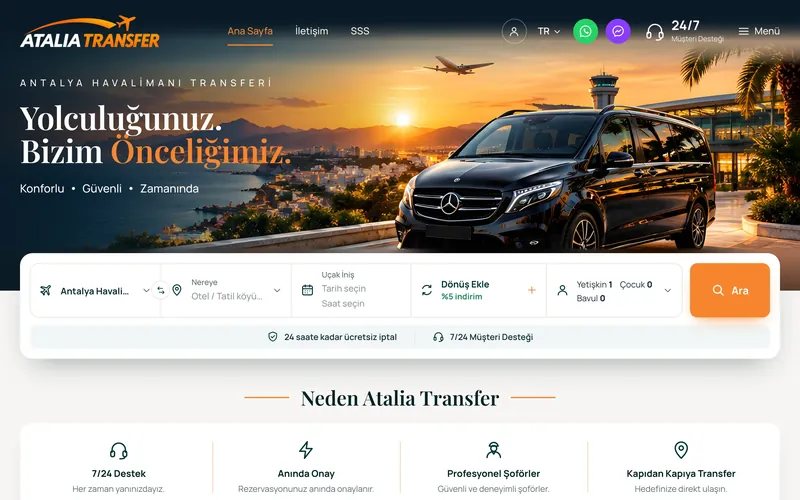 ATALIA TRANSFER
Ana Sayfa
İletişim
SSS
TR
24/7
Müşteri Desteği
Menü
ANTALYA HAVALİMANI TRANSFERİ
Yolculuğunuz.
Bizim Önceliğimiz.
Konforlu • Güvenli • Zamanında
Antalya Havali...
Nereye
Otel / Tatil köyü...
Uçak İniş
Tarih seçin
Saat seçin
Dönüş Ekle
%5 indirim
Yetişkin 1 Çocuk 0
Bavul 0
Ara
24 saate kadar ücretsiz iptal
7/24 Müşteri Desteği
Neden Atalia Transfer
7/24 Destek
Her zaman yanınızdayız.
Anında Onay
Rezervasyonunuz anında onaylanır.
Profesyonel Şoförler
Güvenli ve deneyimli şoförler.
Kapıdan Kapıya Transfer
Hedefinize direkt ulaşın.